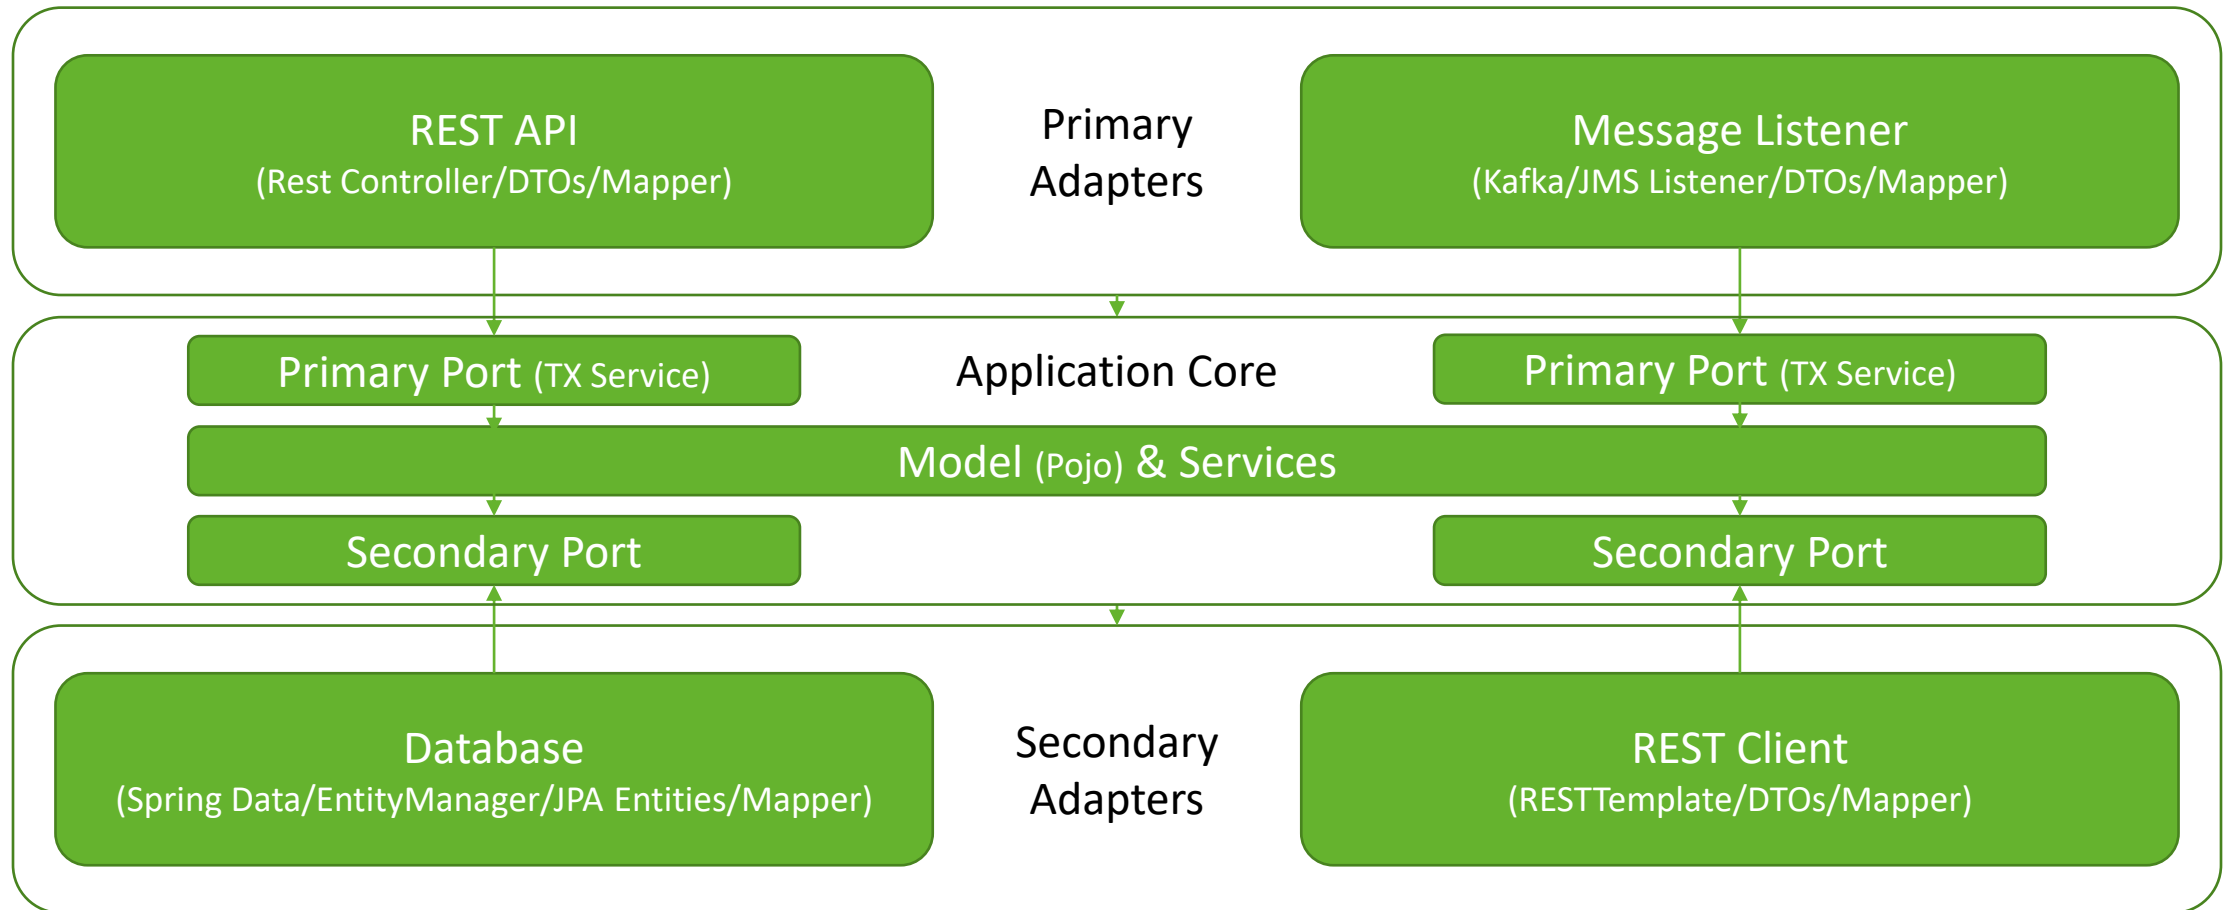 REST API
(Rest Controller/DTOs/Mapper)
Primary
Adapters
Message Listener
(Kafka/JMS Listener/DTOs/Mapper)
Primary Port (TX Service)
Application Core
Primary Port (TX Service)
Model (Pojo) & Services
Secondary Port
Secondary Port
Database
(Spring Data/EntityManager/JPA Entities/Mapper)
Secondary
Adapters
REST Client
(RESTTemplate/DTOs/Mapper)